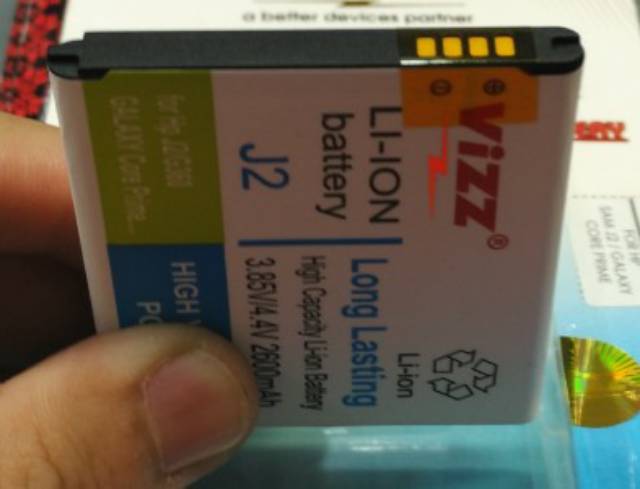 a better devices partner
Vizz®
LI-ION
battery
J2
Long Lasting
High Capacity Li-ion Battery
3.85V/4.4V 2600mAh
Li-ion
GALAXY Core Prime...
HIGH
FOR HP
SAM J2 / GALAXY
CORE PRIME